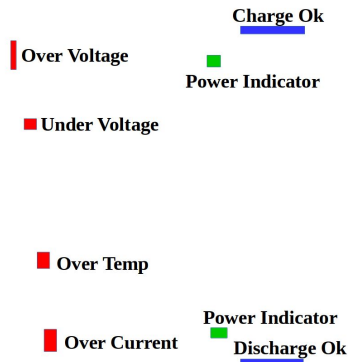 Charge Ok
Over Voltage
Power Indicator
Under Voltage
Over Temp
Power Indicator
Over Current
Discharge Ok